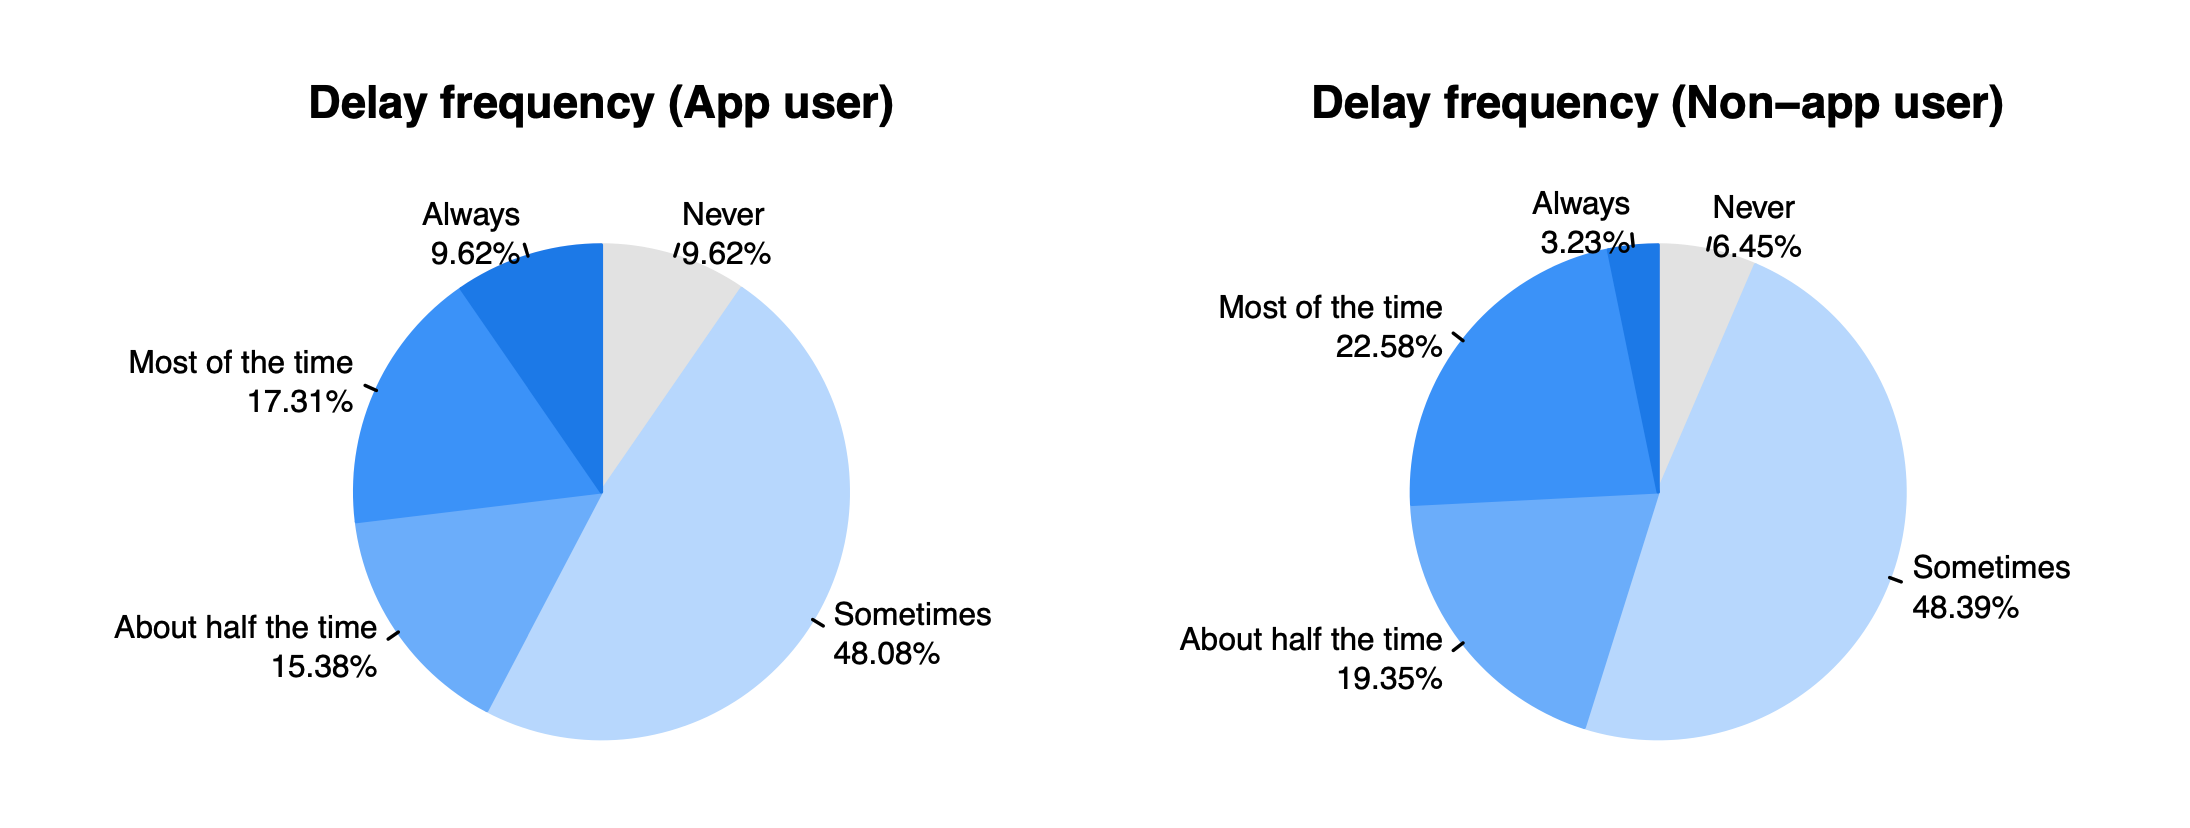 Delay frequency (App user)
Always
9.62%
Never
9.62%
Most of the time
17.31%
About half the time
15.38%
Sometimes
48.08%
Delay frequency (Non–app user)
Always
3.23%
Never
6.45%
Most of the time
22.58%
About half the time
19.35%
Sometimes
48.39%